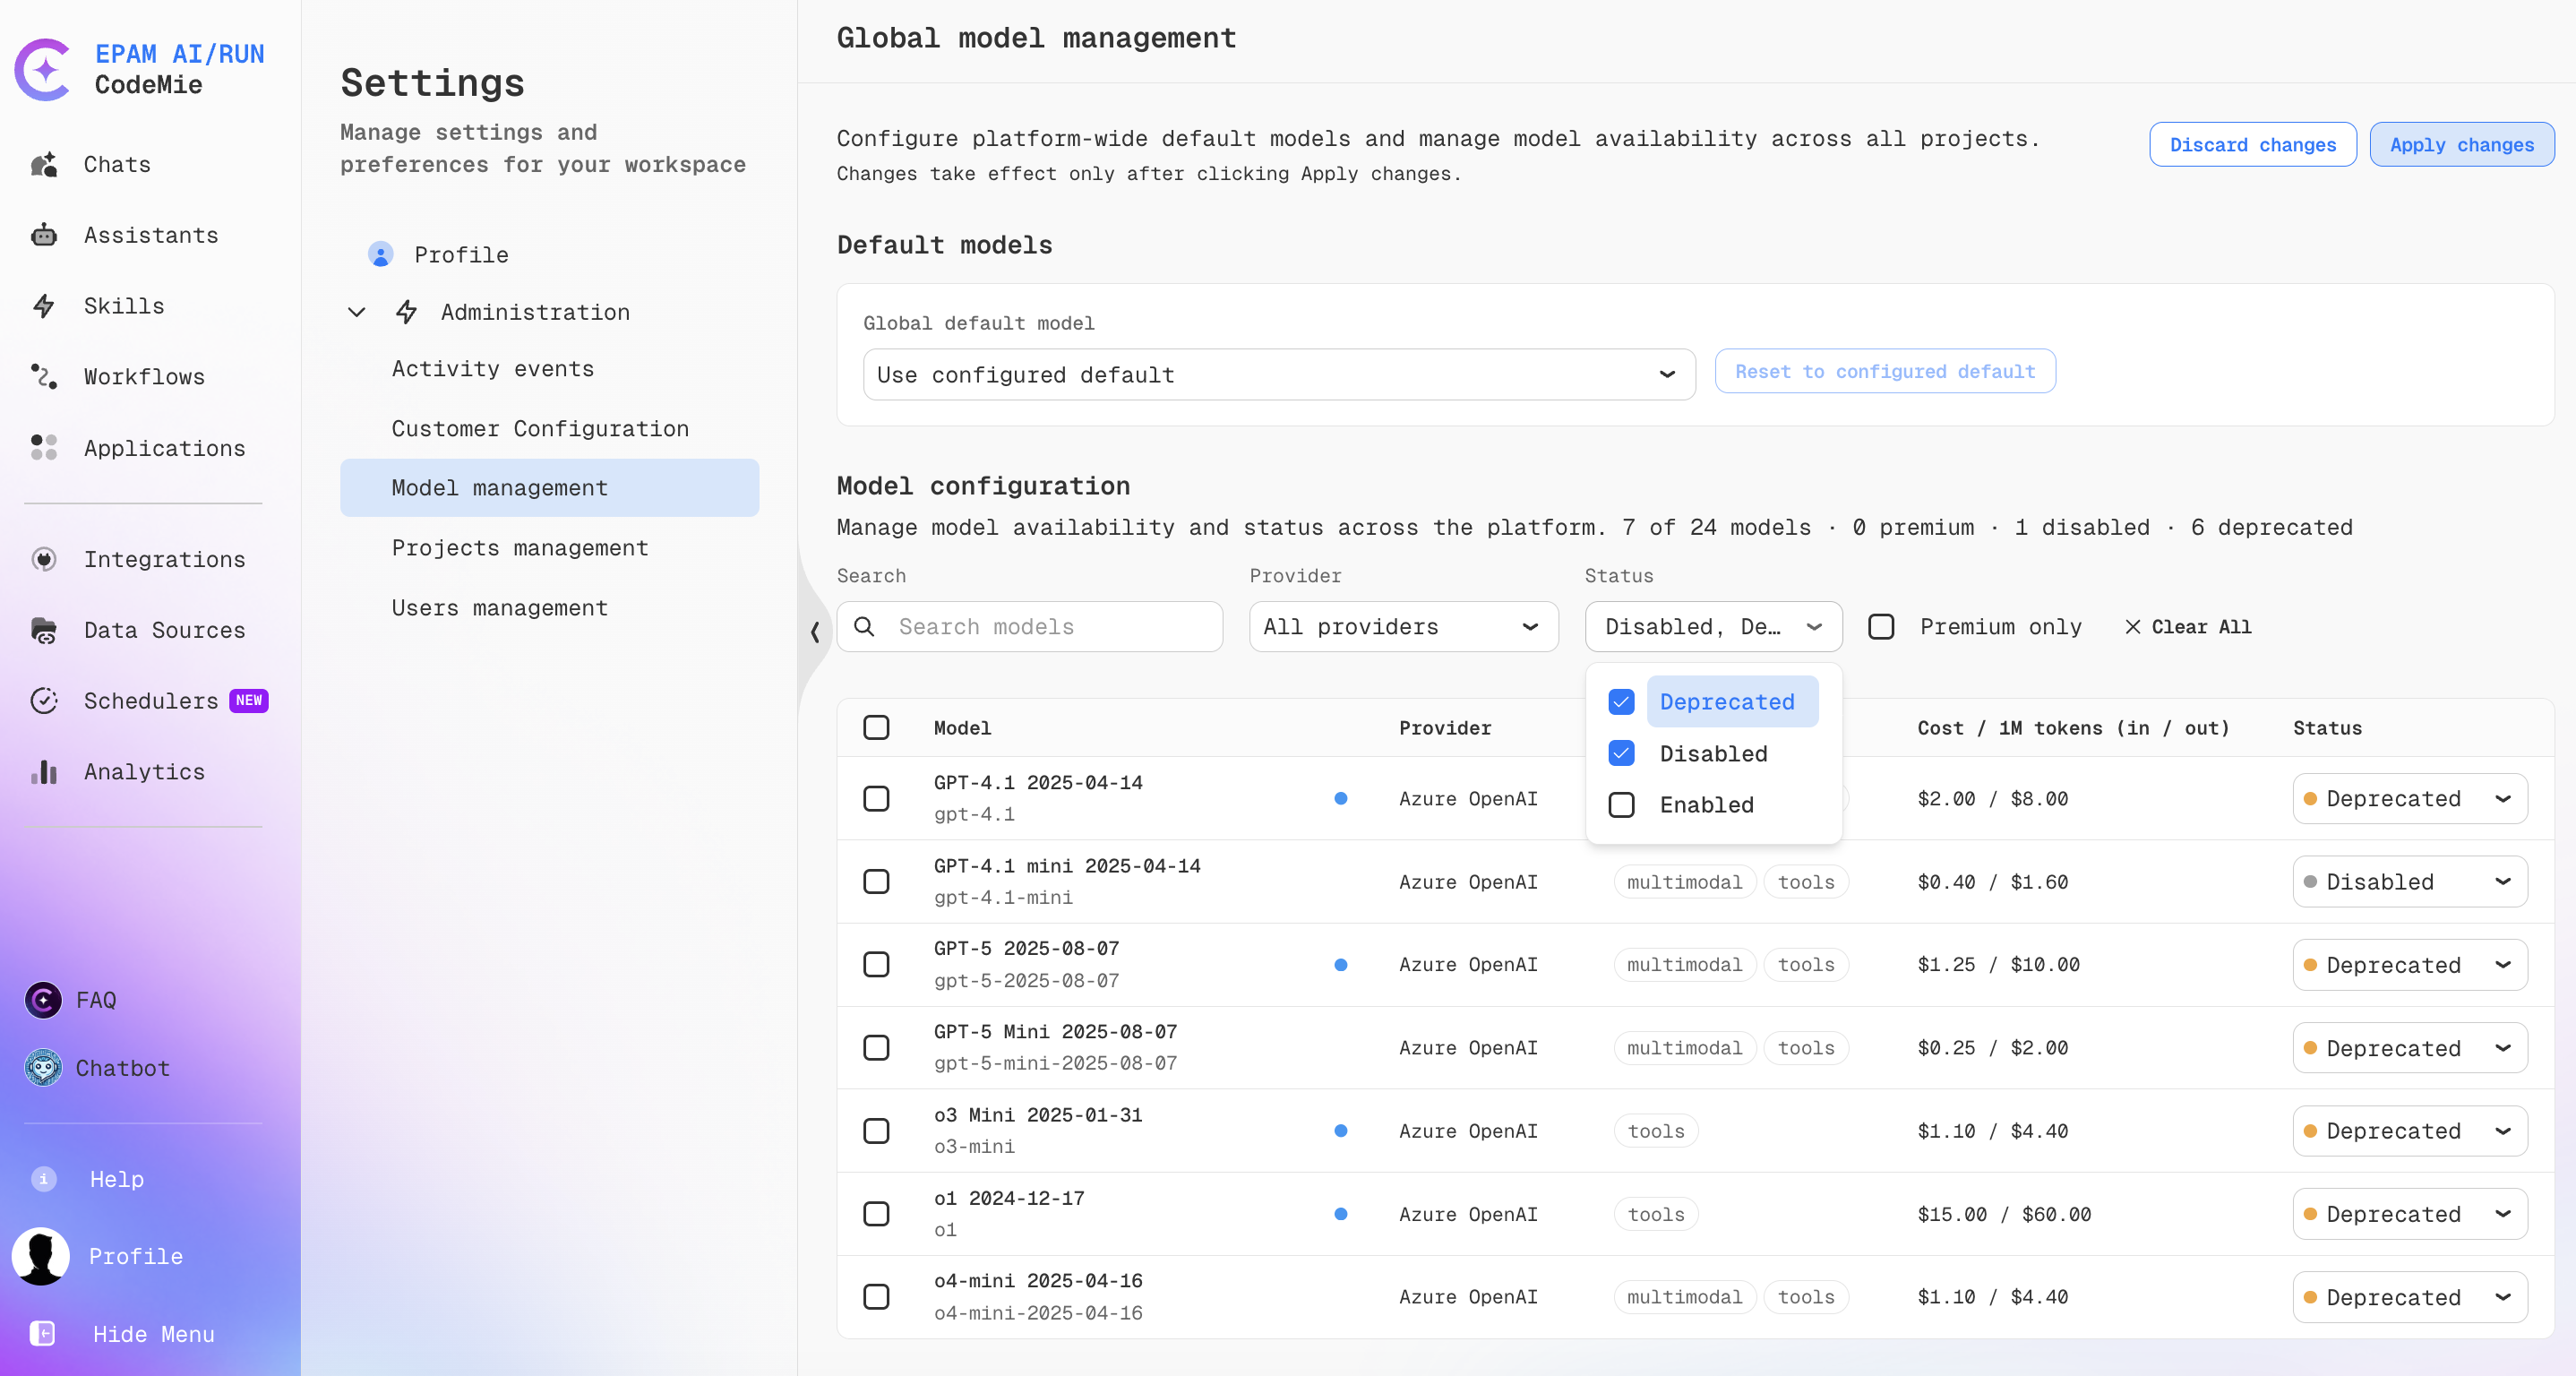 EPAM AI/RUN
CodeMie
Chats
Assistants
Skills
Workflows
Applications
Integrations
Data Sources
Schedulers NEW
Analytics
FAQ
Chatbot
Help
Profile
Hide Menu
Settings
Manage settings and
preferences for your workspace
Profile
Administration
Activity events
Customer Configuration
Model management
Projects management
Users management
Global model management
Configure platform-wide default models and manage model availability across all projects.
Changes take effect only after clicking Apply changes.
Discard changes
Apply changes
Default models
Global default model
Use configured default
Reset to configured default
Model configuration
Manage model availability and status across the platform. 7 of 24 models · 0 premium · 1 disabled · 6 deprecated
Search
Provider
Status
Search models
All providers
Disabled, De…
Premium only
Clear All
Deprecated
Disabled
Enabled
Model
Provider
Cost / 1M tokens (in / out)
Status
GPT-4.1 2025-04-14
gpt-4.1
Azure OpenAI
$2.00 / $8.00
Deprecated
GPT-4.1 mini 2025-04-14
gpt-4.1-mini
Azure OpenAI
multimodal tools
$0.40 / $1.60
Disabled
GPT-5 2025-08-07
gpt-5-2025-08-07
Azure OpenAI
multimodal tools
$1.25 / $10.00
Deprecated
GPT-5 Mini 2025-08-07
gpt-5-mini-2025-08-07
Azure OpenAI
multimodal tools
$0.25 / $2.00
Deprecated
o3 Mini 2025-01-31
o3-mini
Azure OpenAI
tools
$1.10 / $4.40
Deprecated
o1 2024-12-17
o1
Azure OpenAI
tools
$15.00 / $60.00
Deprecated
o4-mini 2025-04-16
o4-mini-2025-04-16
Azure OpenAI
multimodal tools
$1.10 / $4.40
Deprecated